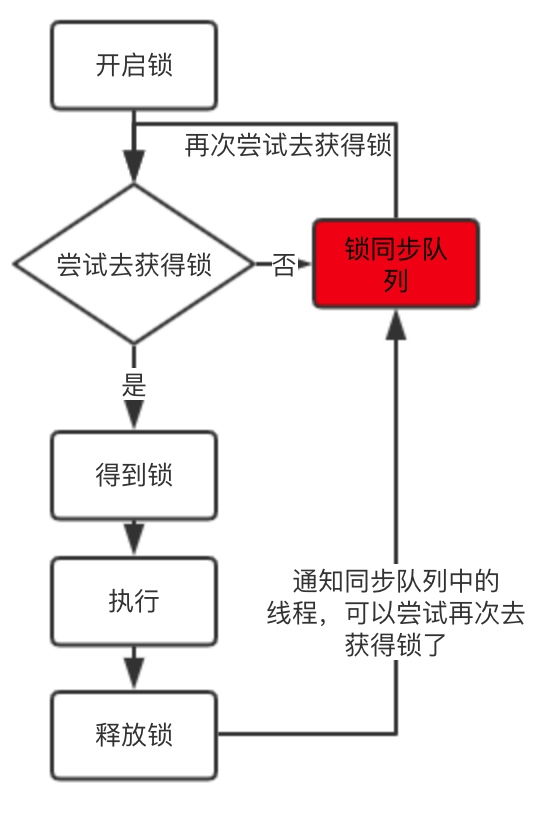 开启锁
再次尝试去获得锁
尝试去获得锁
否
锁同步队
列
是
得到锁
执行
通知同步队列中的
线程，可以尝试再次去
获得锁了
释放锁